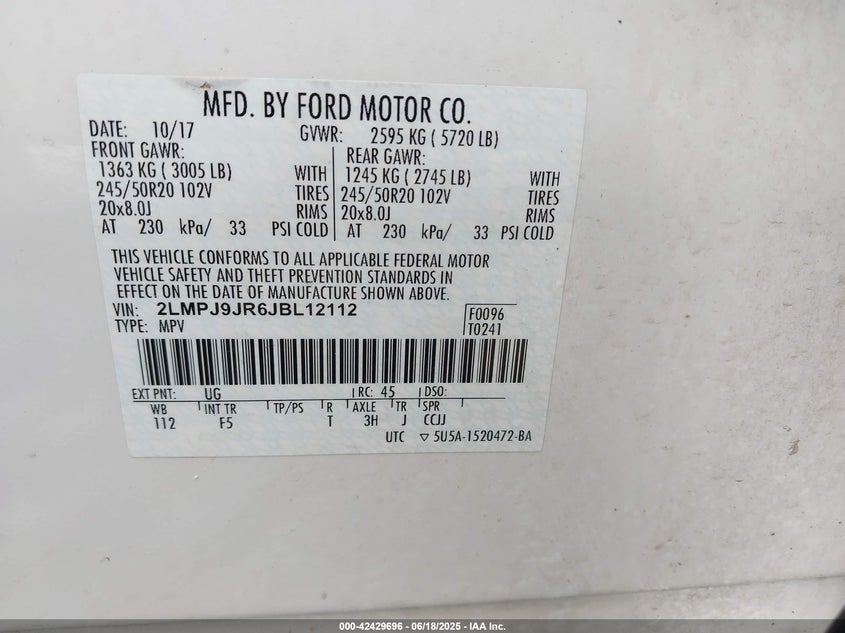 MFD. BY FORD MOTOR CO.
DATE: 10/17 GVWR: 2595 KG ( 5720 LB)
FRONT GAWR: REAR GAWR:
1363 KG ( 3005 LB) WITH 1245 KG ( 2745 LB) WITH
245/50R20 102V TIRES 245/50R20 102V TIRES
20x8.0J RIMS 20x8.0J RIMS
AT 230 kPa/ 33 PSI COLD AT 230 kPa/ 33 PSI COLD
THIS VEHICLE CONFORMS TO ALL APPLICABLE FEDERAL MOTOR
VEHICLE SAFETY AND THEFT PREVENTION STANDARDS IN
EFFECT ON THE DATE OF MANUFACTURE SHOWN ABOVE.
VIN: 2LMPJ9JR6JBL12112 F0096
TYPE: MPV T0241
EXT PNT: UG RC: 45 DSO:
WB INT TR TP/PS R AXLE TR SPR
112 F5 T 3H J CCJJ
UTC ▽ 5U5A-1520472-BA
000-42429696 - 06/18/2025 - IAA Inc.